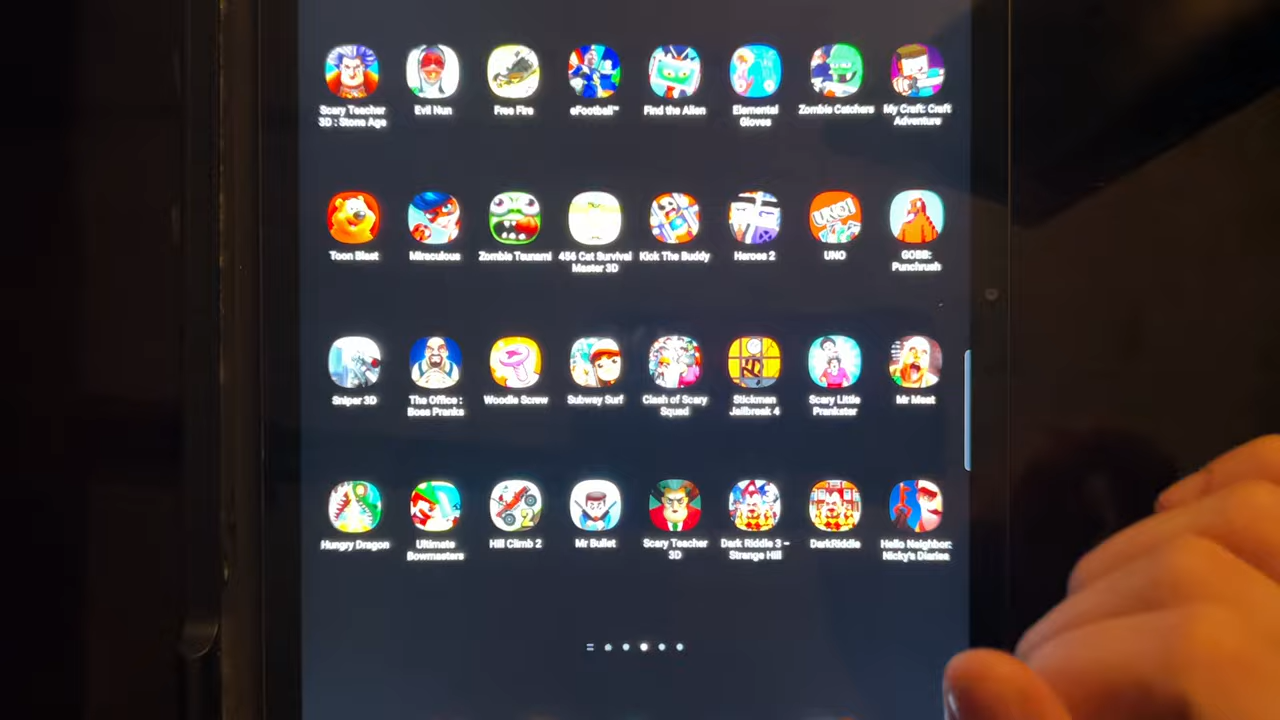 Scary Teacher
3D : Stone Age
Evil Nun
Free Fire
eFootball™
Find the Alien
Elemental
Gloves
Zombie Catchers
My Craft: Craft
Adventure
Toon Blast
Miraculous
Zombie Tsunami
456 Cat Survival
Master 3D
Kick The Buddy
Heroes 2
UNO!
UNO
GOBB:
Punchrush
Sniper 3D
The Office :
Boss Pranks
Woodle Screw
Subway Surf
Clash of Scary
Squad
Stickman
Jailbreak 4
Scary Little
Prankster
Mr Meat
Hungry Dragon
Ultimate
Bowmasters
2
Hill Climb 2
Mr Bullet
Scary Teacher
3D
Dark Riddle 3 –
Strange Hill
DarkRiddle
Hello Neighbor:
Nicky's Diaries